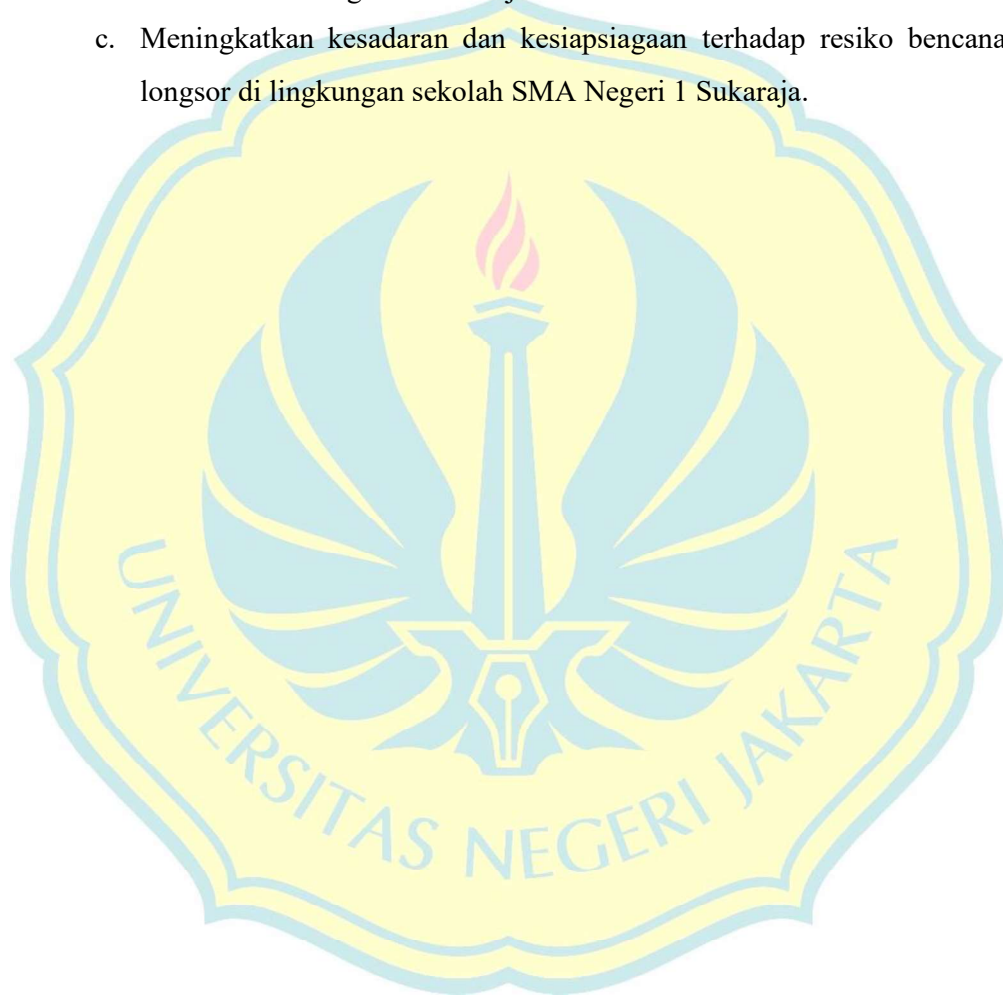 c. Meningkatkan kesadaran dan kesiapsiagaan terhadap resiko bencana
longsor di lingkungan sekolah SMA Negeri 1 Sukaraja.
UNIVERSITAS NEGERI JAKARTA